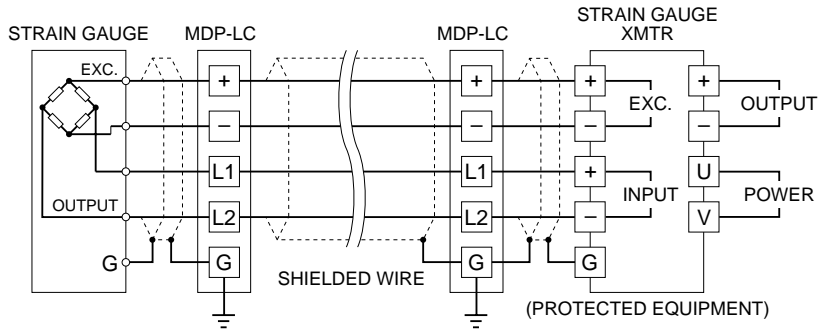 STRAIN GAUGE
XMTR
STRAIN GAUGE MDP-LC MDP-LC
EXC. + + + + 
EXC. OUTPUT
– – – –
L1 L1 + U
INPUT POWER
OUTPUT L2 L2 – V
G G G G
SHIELDED WIRE
(PROTECTED EQUIPMENT)